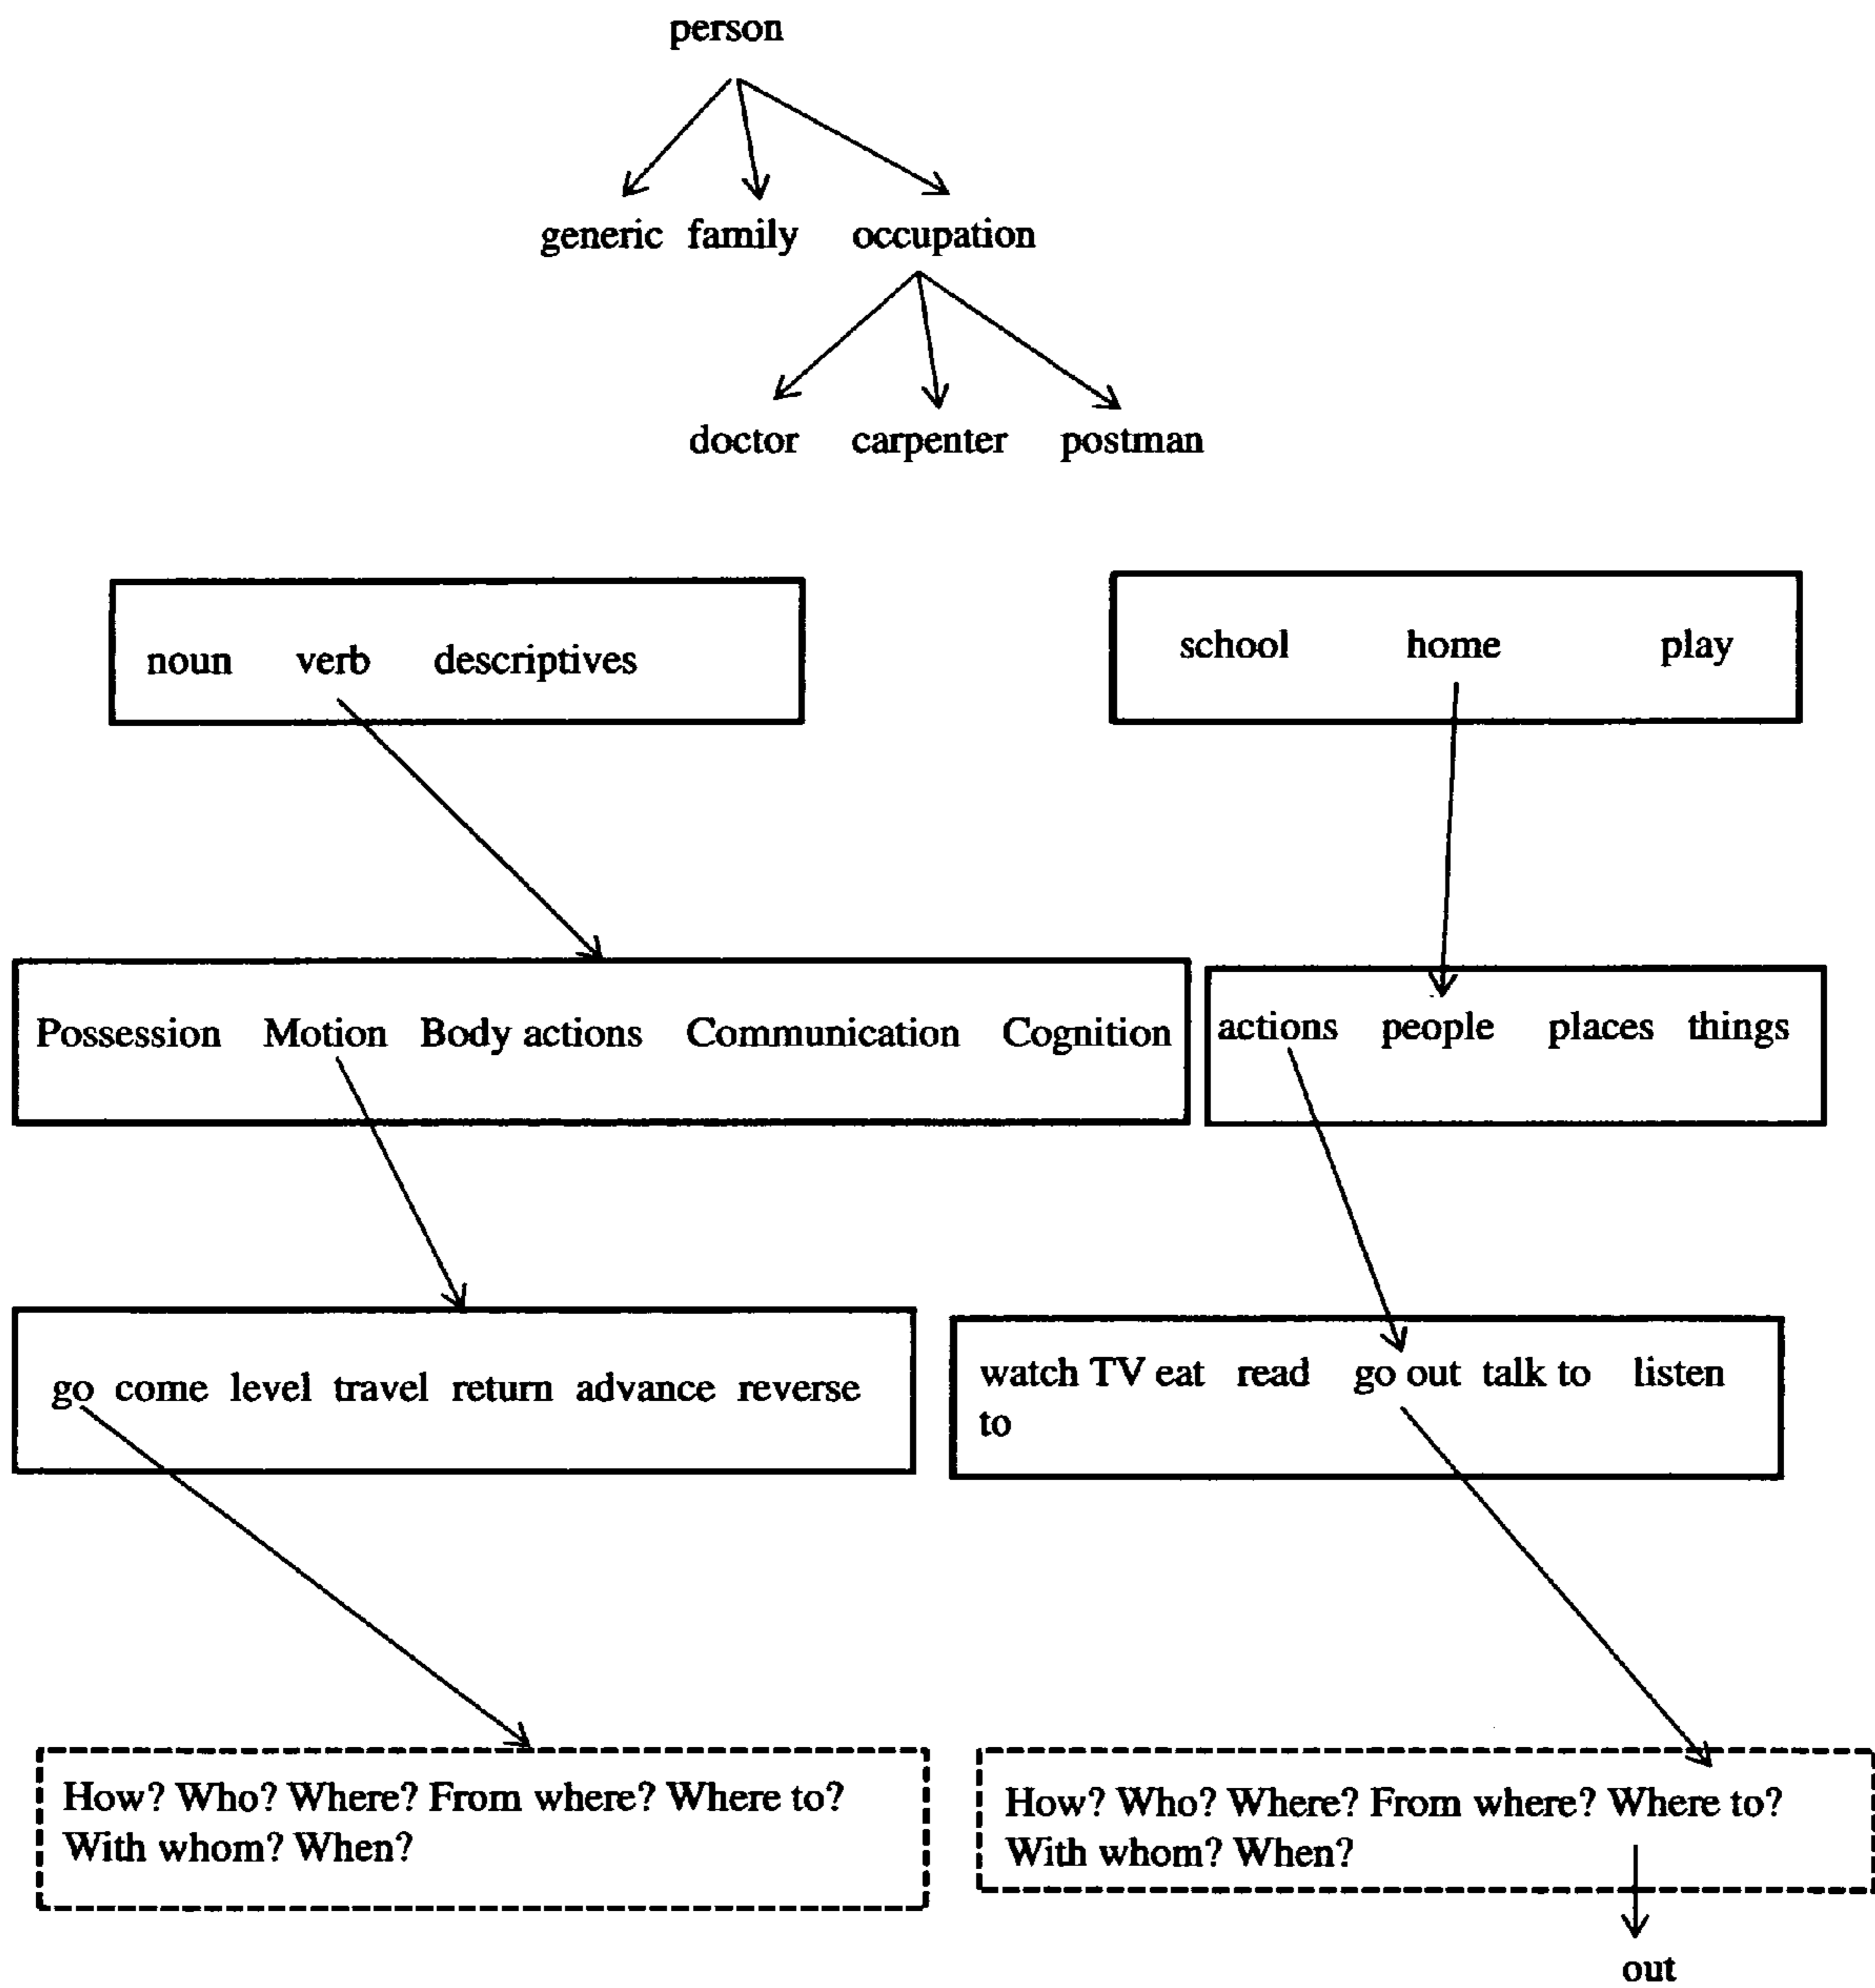 person
generic family occupation
doctor carpenter postman
noun verb descriptives
school home play
Possession Motion Body actions Communication Cognition
actions people places things
go come level travel return advance reverse
watch TV eat read go out talk to listen
to
How? Who? Where? From where? Where to?
With whom? When?
How? Who? Where? From where? Where to?
With whom? When?
out